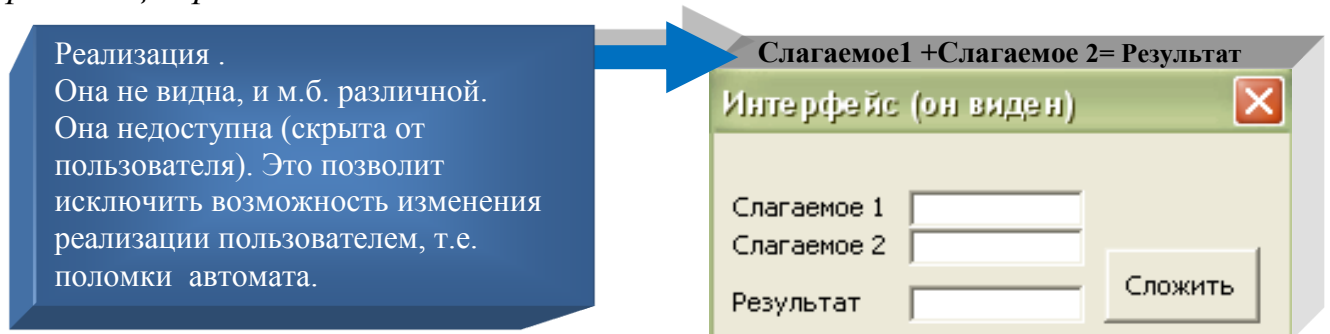 Реализация .
Она не видна, и м.б. различной.
Она недоступна (скрыта от
пользователя). Это позволит
исключить возможность изменения
реализации пользователем, т.е.
поломки автомата.
Слагаемое1 +Слагаемое 2= Результат
Интерфейс (он виден)
Слагаемое 1
Слагаемое 2
Результат
Сложить